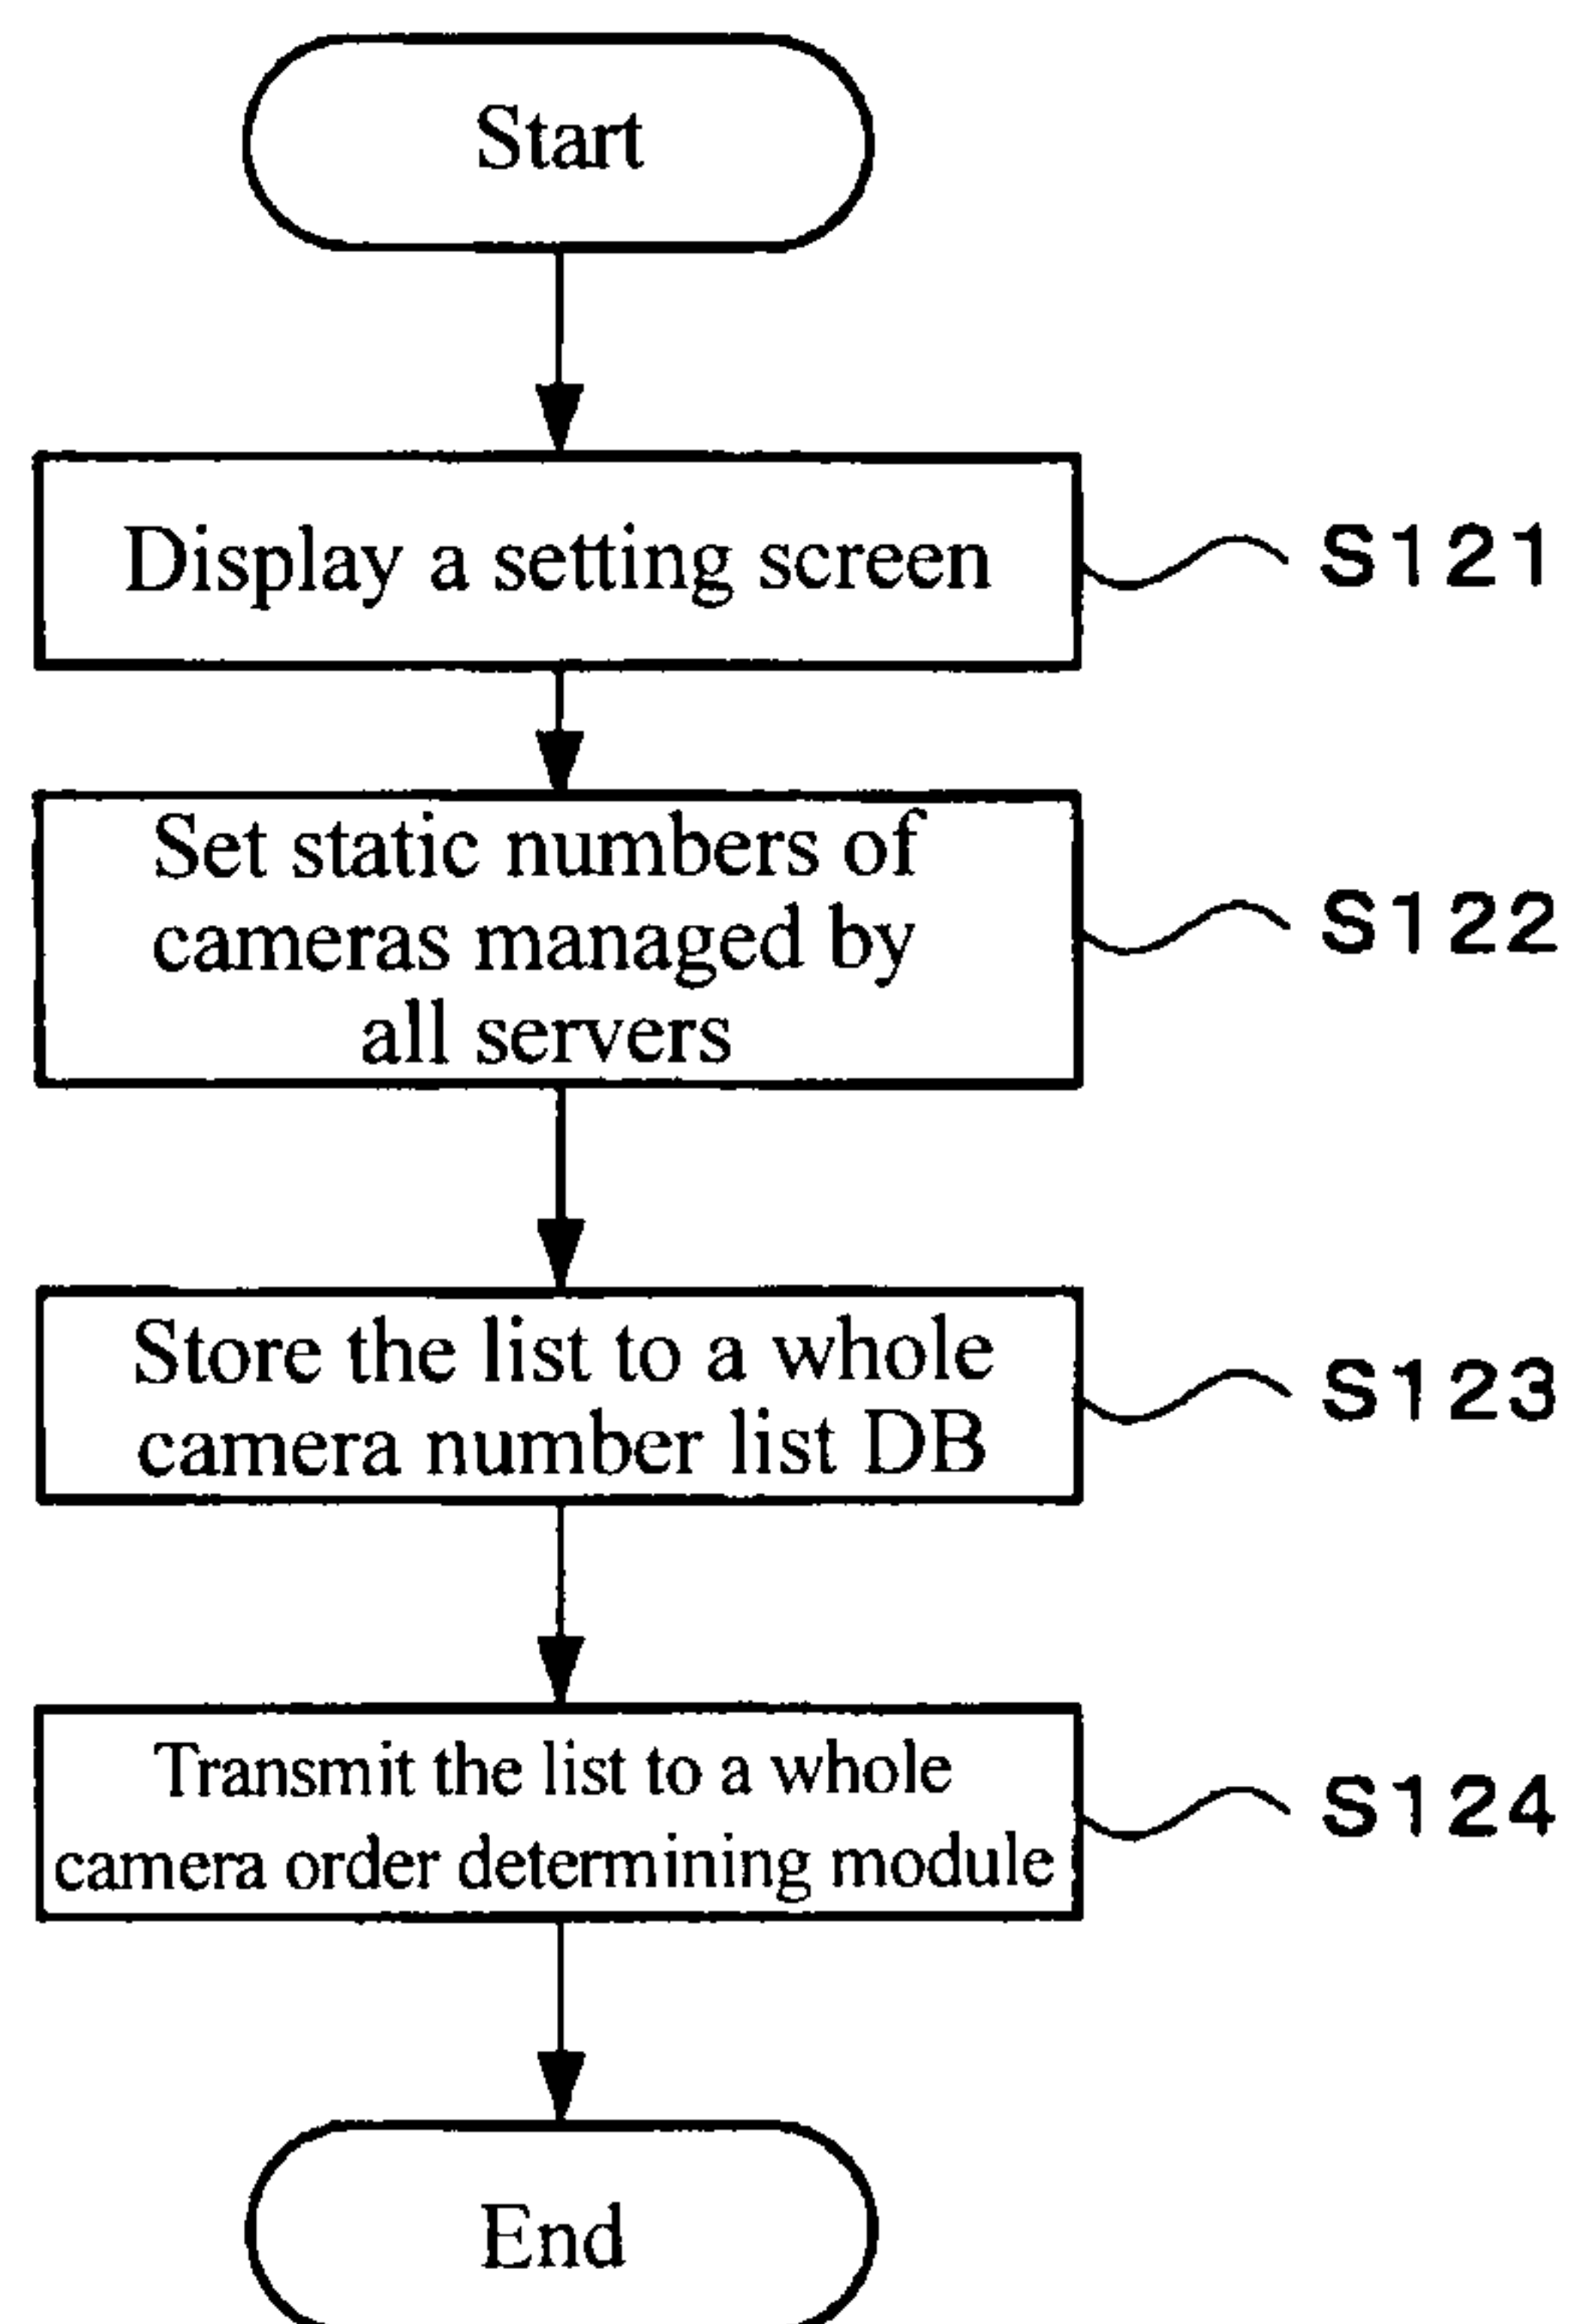 Start
Display a setting screen
S121
Set static numbers of
cameras managed by
all servers
S122
Store the list to a whole
camera number list DB
S123
Transmit the list to a whole
camera order determining module
S124
End